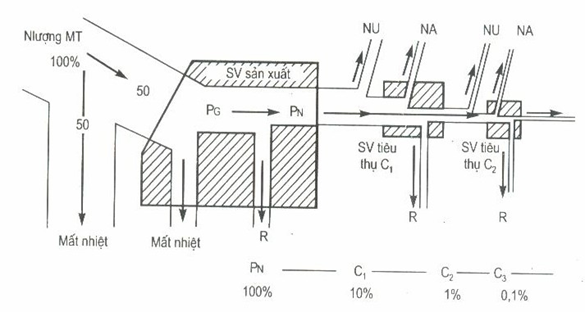 Nlượng MT
100%
50
50
SV sản xuất
PG
PN
NU
NA
NU
NA
SV tiêu
thụ C1
SV tiêu
thụ C2
Mất nhiệt
Mất nhiệt
R
R
R
PN C1 C2 C3
100% 10% 1% 0,1%